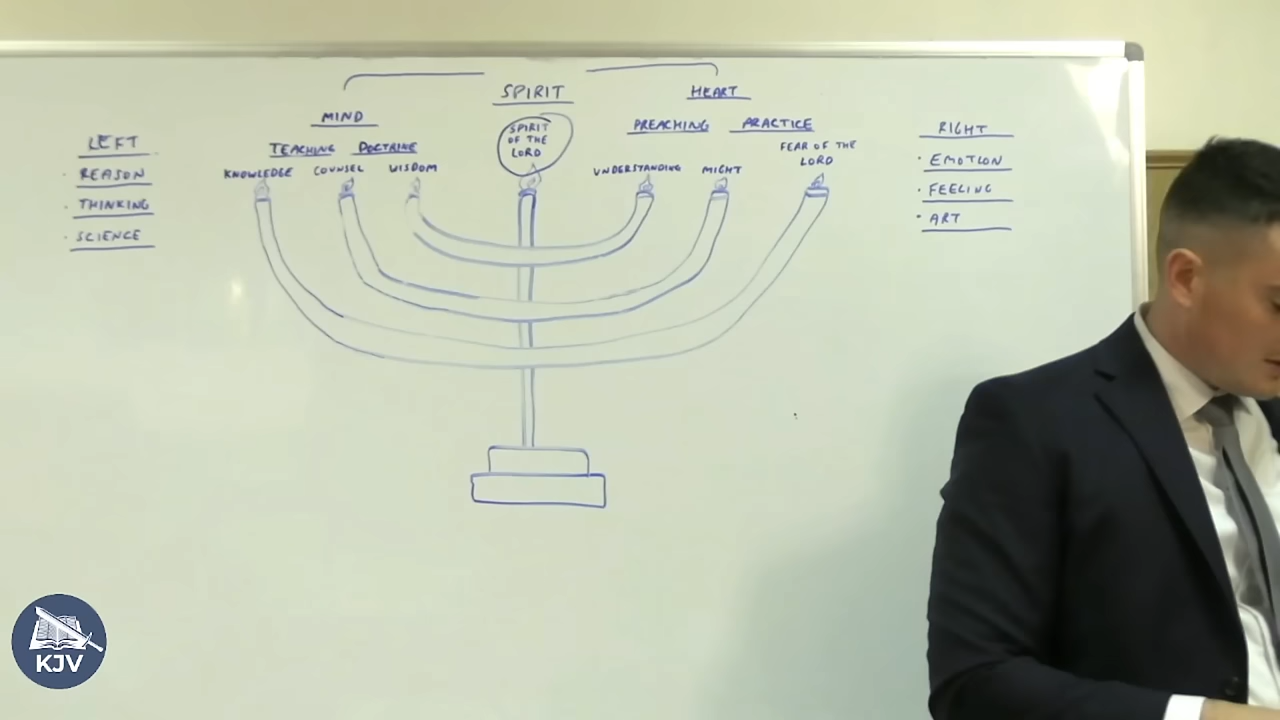 SPIRIT
HEART
MIND
SPIRIT
OF THE
LORD
PREACHING PRACTICE
LEFT
REASON
THINKING
SCIENCE
TEACHING DOCTRINE
KNOWLEDGE COUNSEL WISDOM
UNDERSTANDING MIGHT
FEAR OF THE
LORD
RIGHT
EMOTION
FEELING
ART
KJV